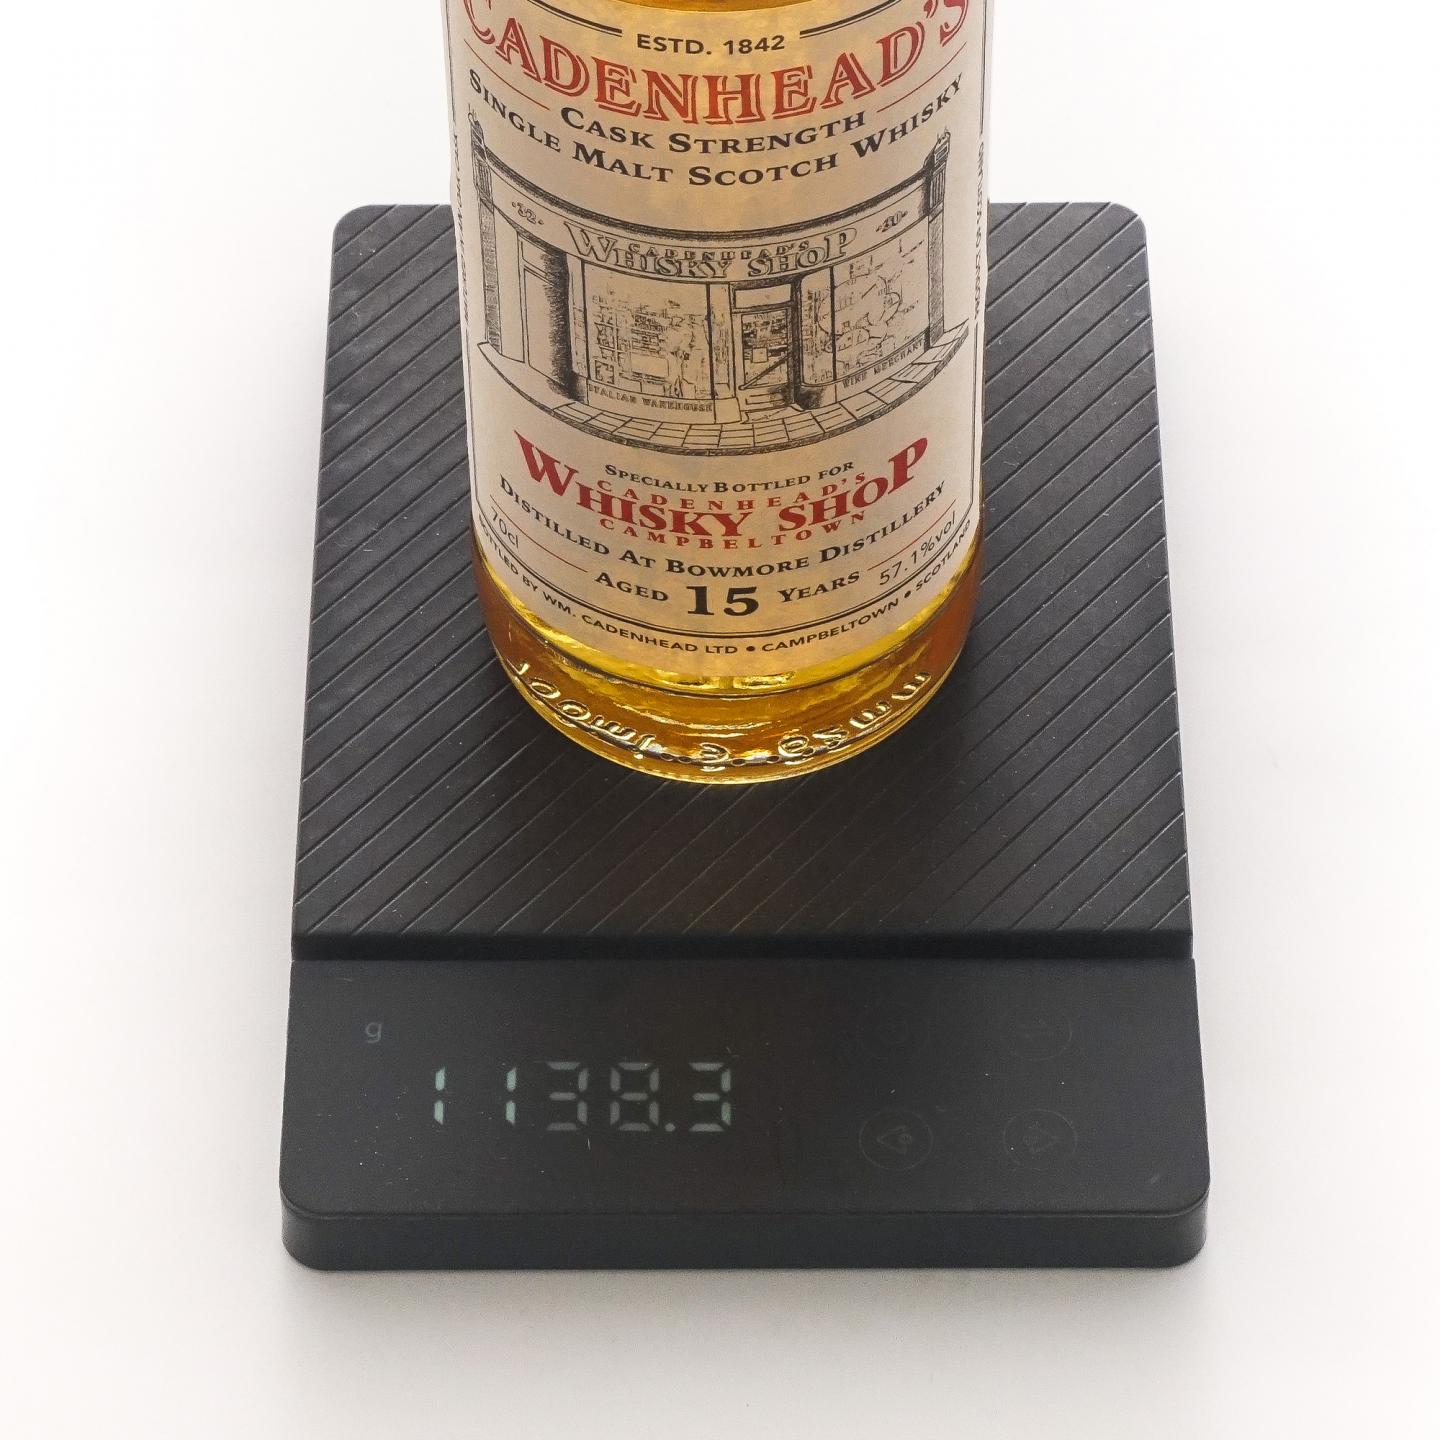 CADENHEAD'S
ESTD. 1842
CASK STRENGTH
SINGLE MALT SCOTCH WHISKY
·32·
·30·
CADENHEAD'S
WHISKY SHOP
ITALIAN WAREHOUSE
WINE MERCHANT
SPECIALLY BOTTLED FOR
CADENHEAD'S
WHISKY SHOP
CAMPBELTOWN
DISTILLED AT BOWMORE DISTILLERY
70cl
57.1%vol
AGED 15 YEARS
BOTTLED BY WM. CADENHEAD LTD • CAMPBELTOWN • SCOTLAND
g
1138.3